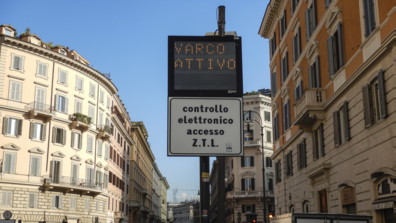 VARCO
ATTIVO
controllo
elettronico
accesso
Z.T.L.